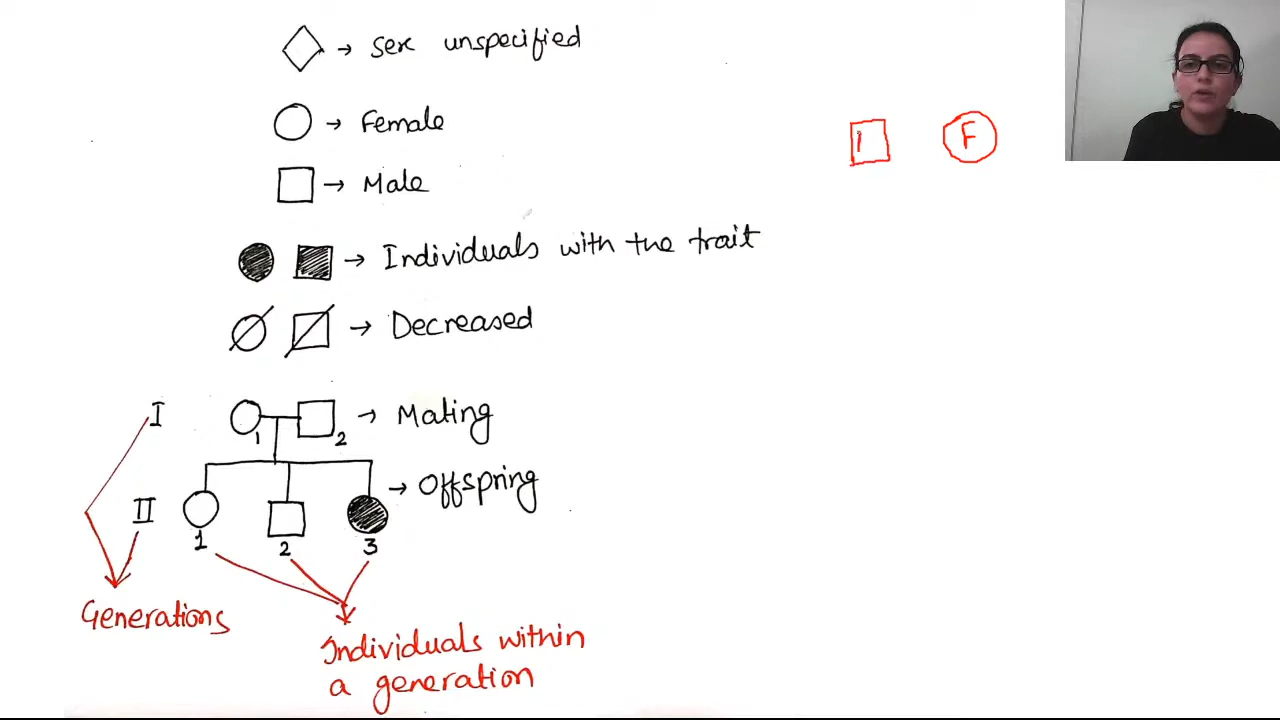 → Sex unspecified
→ Female
F
→ Male
→ Individuals with the trait
→ Decreased
I
→ Mating
1
2
→ Offspring
II
1
2
3
Generations
Individuals within
a generation